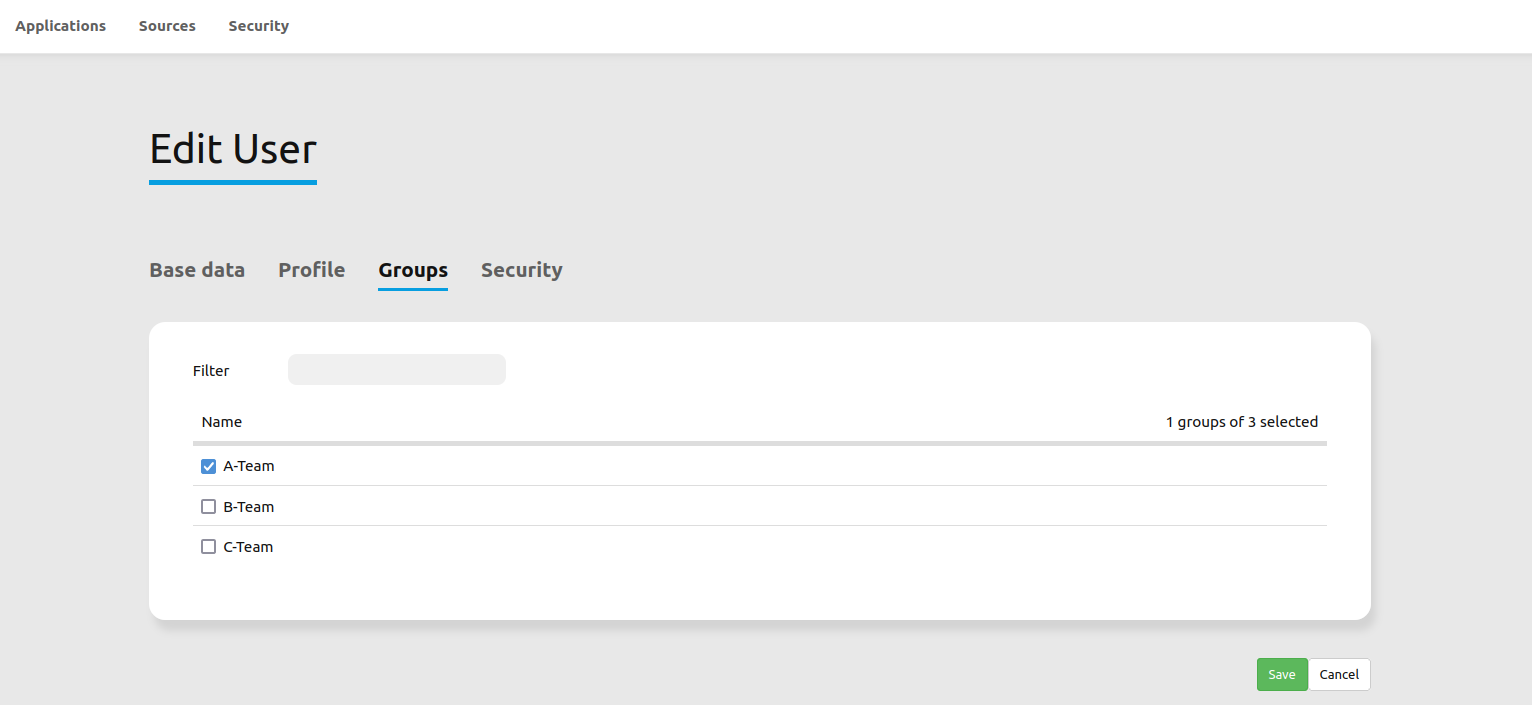 Applications Sources Security
Edit User
Base data Profile Groups Security
Filter
Name 1 groups of 3 selected
A-Team
B-Team
C-Team
Save Cancel